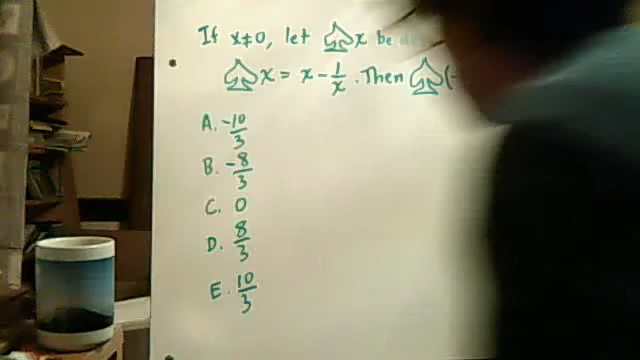 If x≠0, let ♤x be
♤x = x - 1/x. Then ♤(-
A. -10/3
B. -8/3
C. 0
D. 8/3
E. 10/3